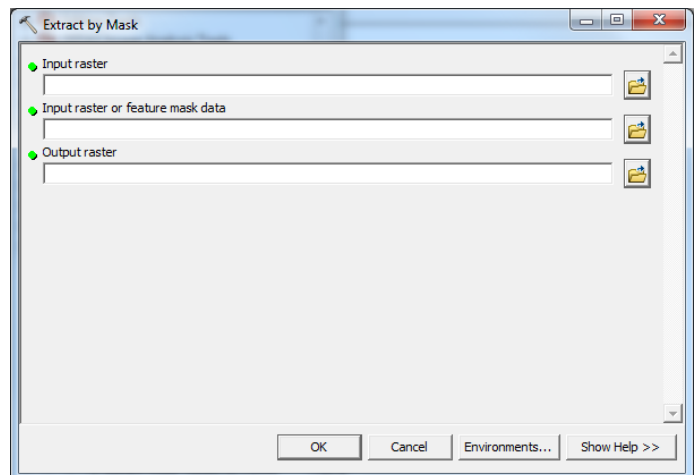 Extract by Mask
Input raster
Input raster or feature mask data
Output raster
OK Cancel Environments... Show Help >>